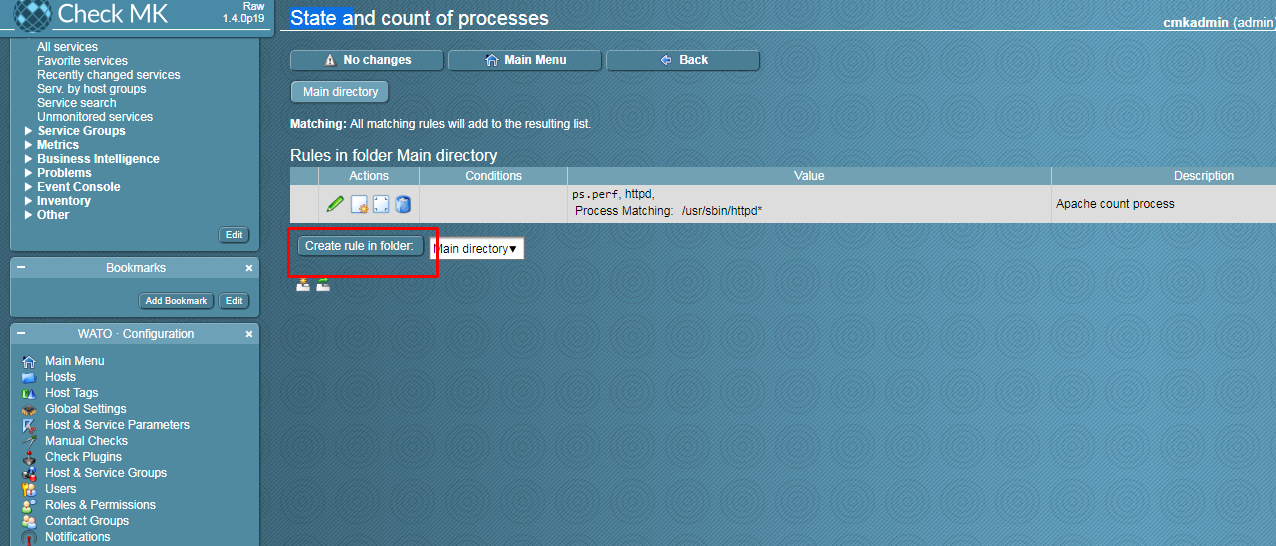 Check MK
Raw
1.4.0p19
All services
Favorite services
Recently changed services
Serv. by host groups
Service search
Unmonitored services
Service Groups
Metrics
Business Intelligence
Problems
Event Console
Inventory
Other
Edit
Bookmarks
Add Bookmark Edit
WATO · Configuration
Main Menu
Hosts
Host Tags
Global Settings
Host & Service Parameters
Manual Checks
Check Plugins
Host & Service Groups
Users
Roles & Permissions
Contact Groups
Notifications
State and count of processes
cmkadmin (admin
No changes Main Menu Back
Main directory
Matching: All matching rules will add to the resulting list.
Rules in folder Main directory
Actions Conditions Value Description
ps.perf, httpd,
Process Matching: /usr/sbin/httpd*
Apache count process
Create rule in folder: Main directory